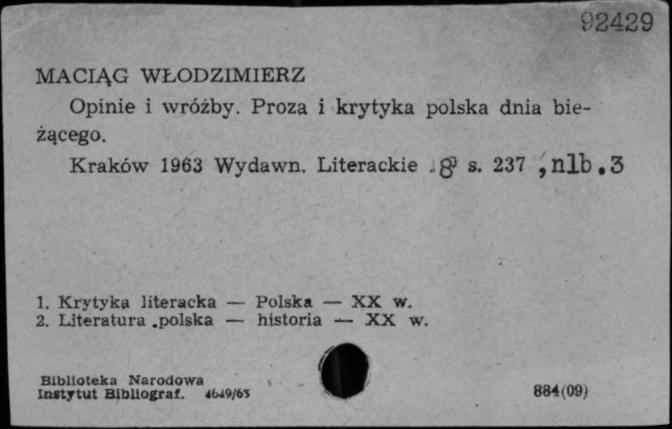 92429
MACIĄG WŁODZIMIERZ
Opinie i wróżby. Proza i krytyka polska dnia bie-
żącego.
Kraków 1963 Wydawn. Literackie 8° s. 237 , nlb. 3
1. Krytyka literacka — Polska — XX w.
2. Literatura polska — historia — XX w.
Biblioteka Narodowa
Instytut Bibliograf. 4649/63
884(09)